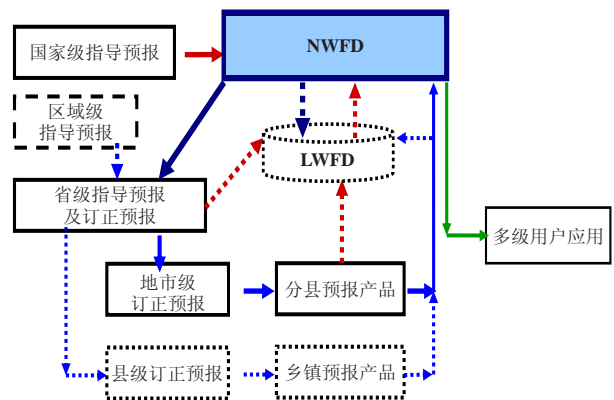 国家级指导预报
NWFD
区域级
指导预报
LWFD
省级指导预报
及订正预报
多级用户应用
地市级
订正预报
分县预报产品
县级订正预报
乡镇预报产品